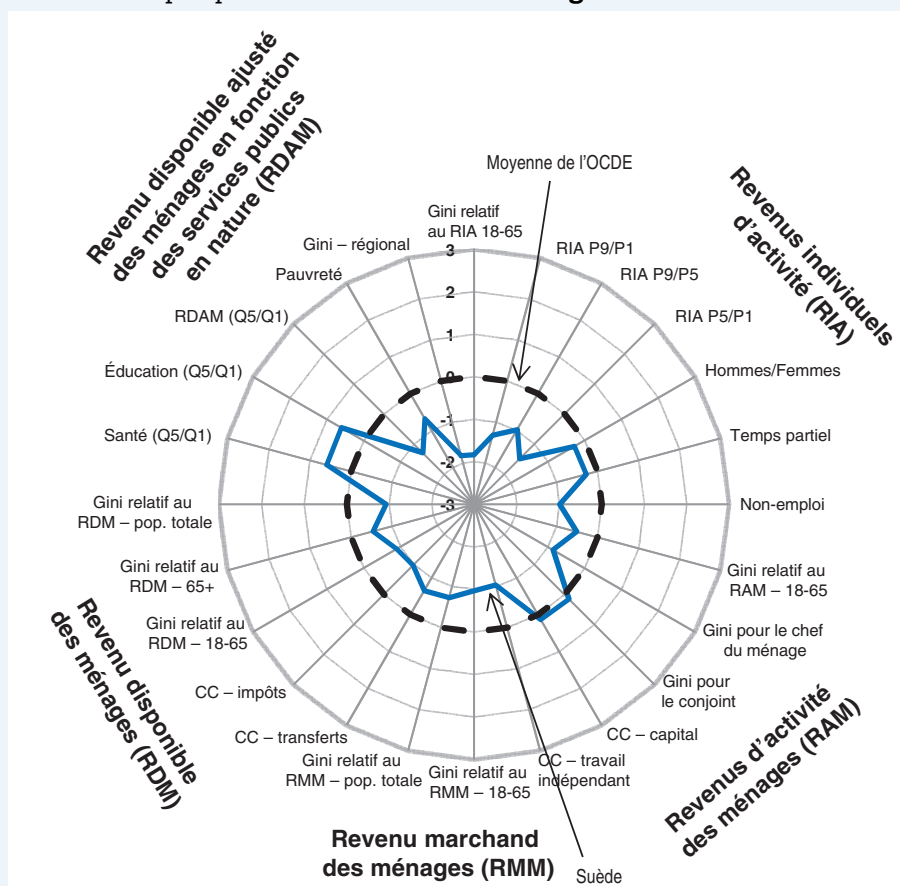 Revenu disponible ajusté
des ménages en fonction
des services publics
en nature (RDAM)
Moyenne de l'OCDE
Revenus individuels
d'activité (RIA)
Gini relatif
au RIA 18-65
RIA P9/P1
RIA P9/P5
RIA P5/P1
Hommes/Femmes
Temps partiel
Non-emploi
Gini relatif au
RAM – 18-65
Gini pour le chef
du ménage
Gini pour
le conjoint
CC – capital
CC – travail
indépendant
Gini relatif au
RMM – 18-65
Gini relatif au
RMM – pop. totale
CC – transferts
CC – impôts
Gini relatif au
RDM – 18-65
Gini relatif au
RDM – 65+
Gini relatif au
RDM – pop. totale
Santé (Q5/Q1)
Éducation (Q5/Q1)
RDAM (Q5/Q1)
Pauvreté
Gini – régional
3
2
1
0
-1
-2
-3
Revenu disponible
des ménages (RDM)
Revenus d'activité
des ménages (RAM)
Revenu marchand
des ménages (RMM)
Suède